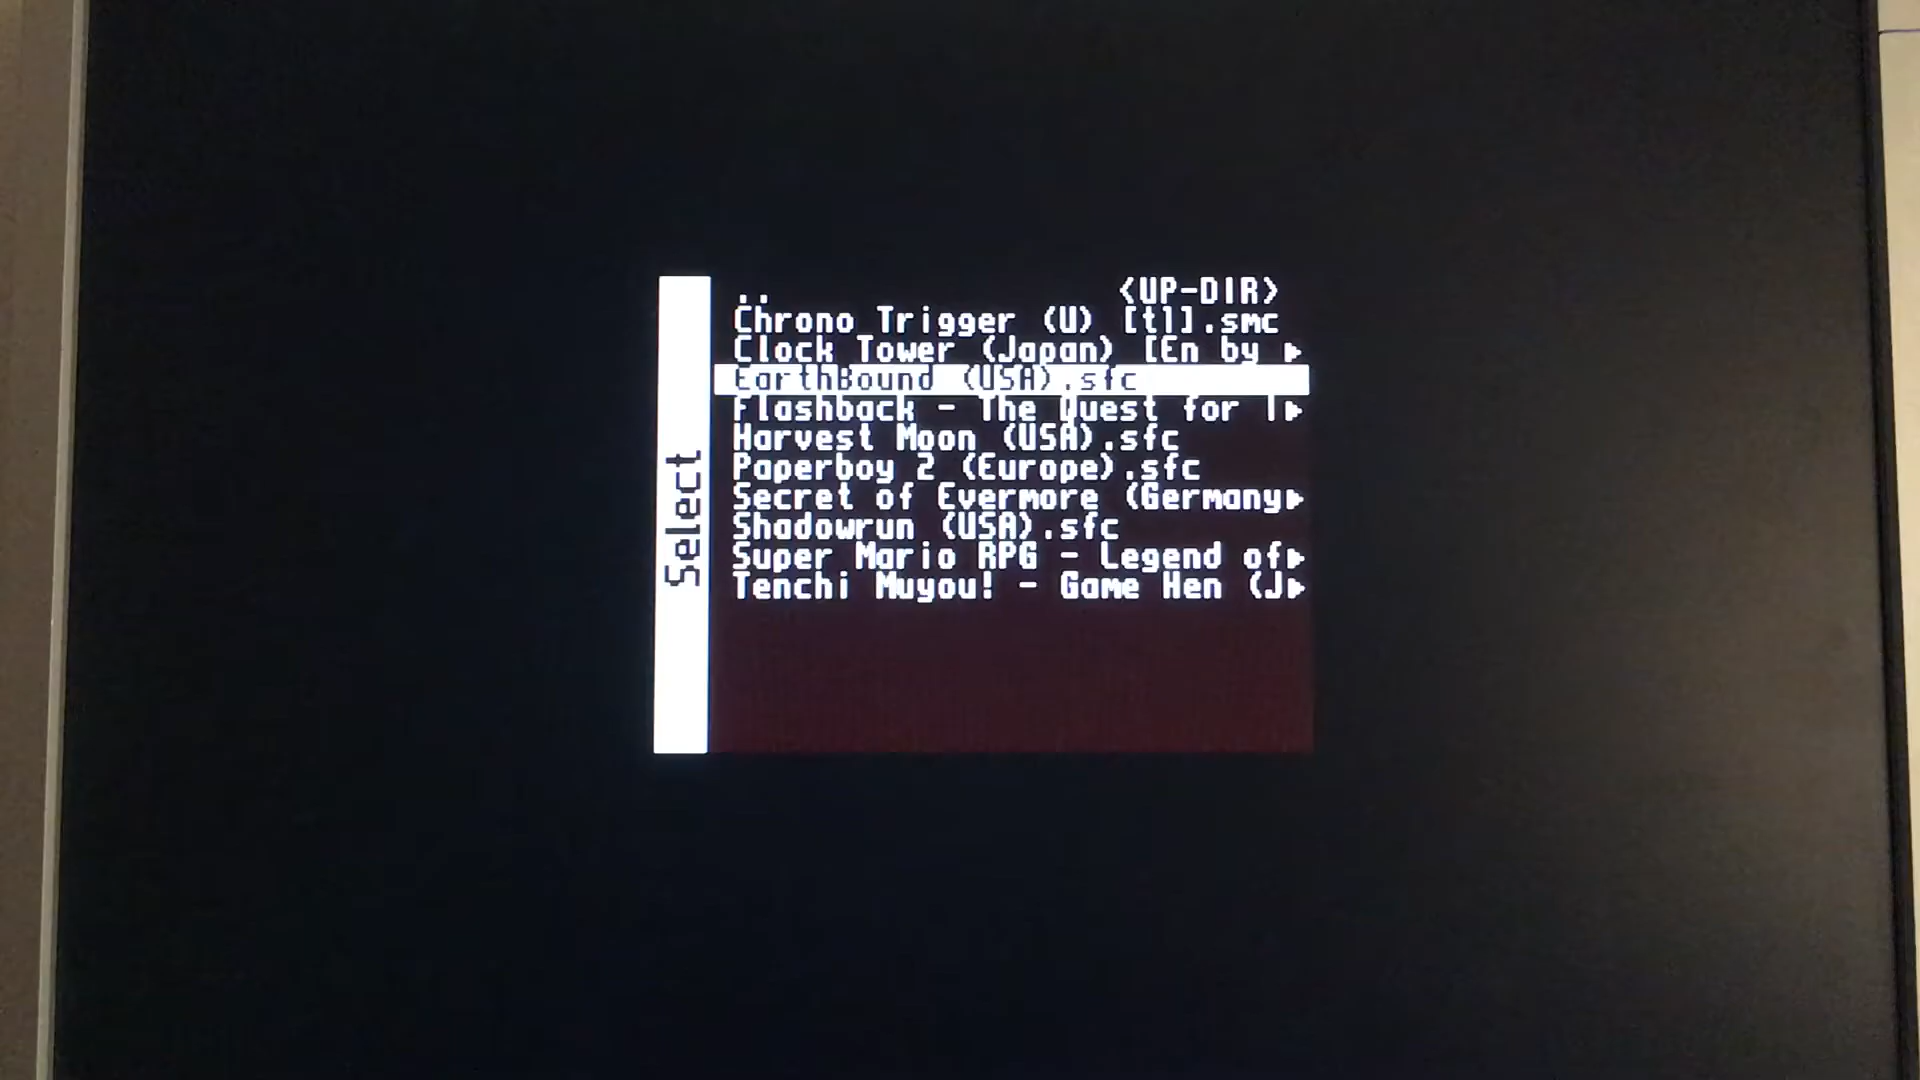 Select
.. <UP-DIR>
Chrono Trigger (U) [t1].smc
Clock Tower (Japan) [En by
EarthBound (USA).sfc
Flashback - The Quest for I
Harvest Moon (USA).sfc
Paperboy 2 (Europe).sfc
Secret of Evermore (Germany
Shadowrun (USA).sfc
Super Mario RPG - Legend of
Tenchi Muyou! - Game Hen (J